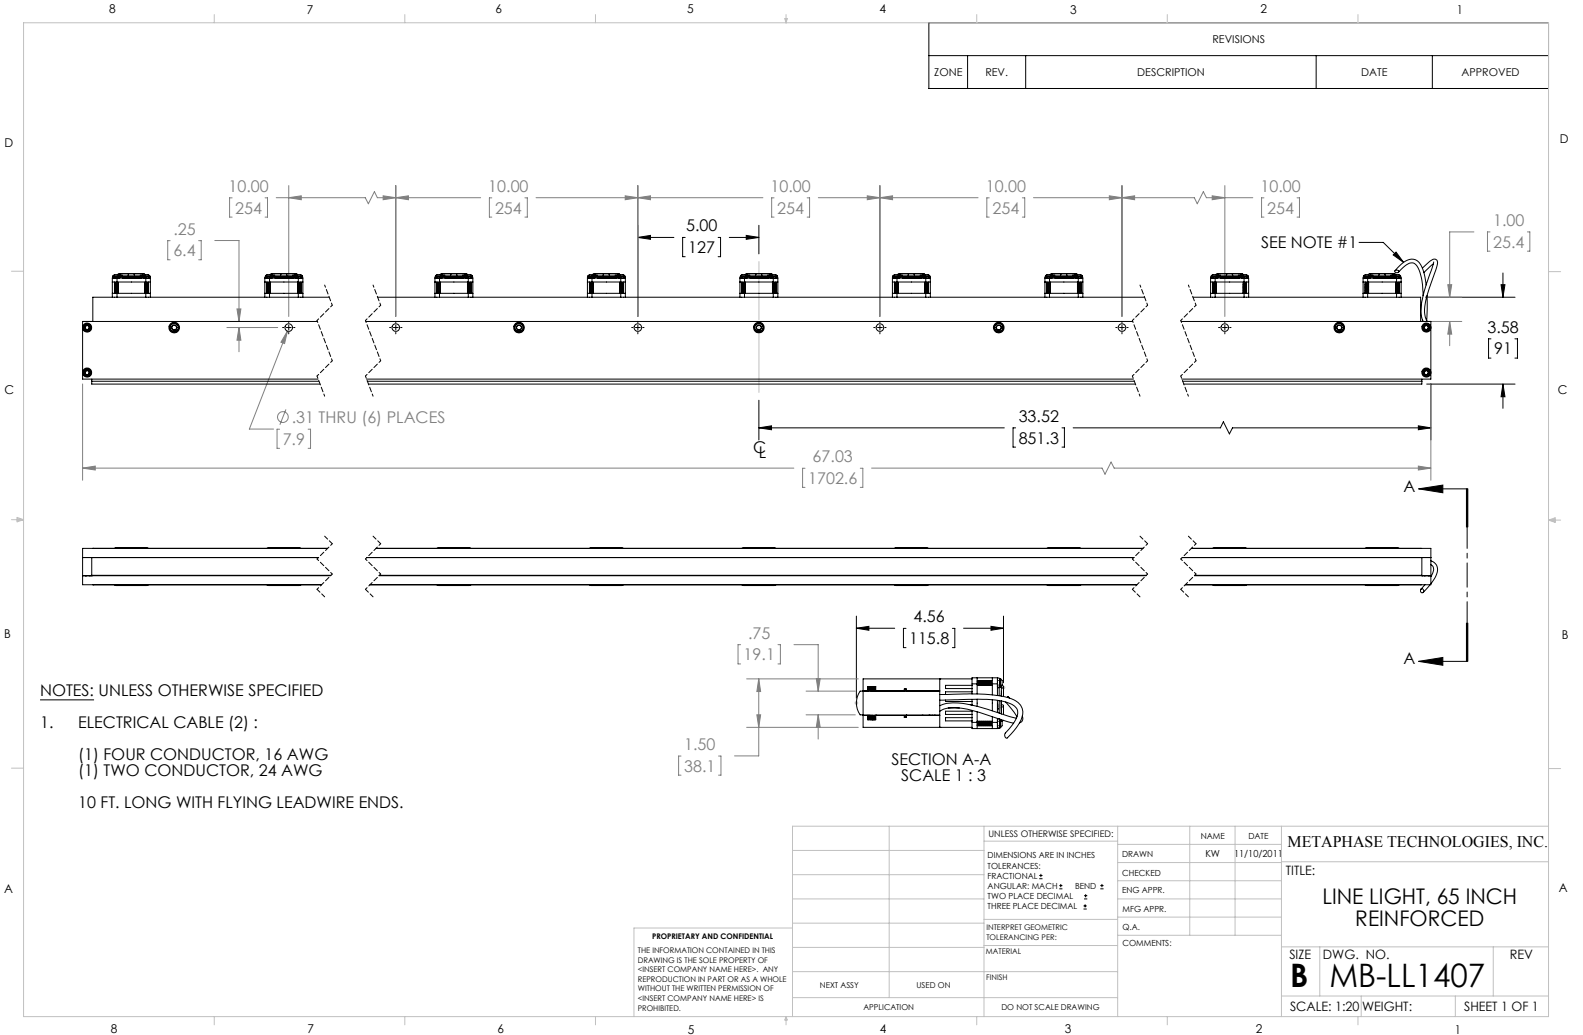 8 7 6 5 4 3 2 1
REVISIONS
ZONE REV. DESCRIPTION DATE APPROVED
D D
10.00 10.00 10.00 10.00 10.00
[254] [254] [254] [254] [254]
.25
[6.4]
5.00
[127]
SEE NOTE #1
1.00
[25.4]
3.58
[91]
C C
Ø.31 THRU (6) PLACES
[7.9]
33.52
[851.3]
℄
67.03
[1702.6]
A
A
B B
4.56
[115.8]
.75
[19.1]
1.50
[38.1]
SECTION A-A
SCALE 1 : 3
NOTES: UNLESS OTHERWISE SPECIFIED
1. ELECTRICAL CABLE (2) :
(1) FOUR CONDUCTOR, 16 AWG
(1) TWO CONDUCTOR, 24 AWG
10 FT. LONG WITH FLYING LEADWIRE ENDS.
A A
PROPRIETARY AND CONFIDENTIAL
THE INFORMATION CONTAINED IN THIS
DRAWING IS THE SOLE PROPERTY OF
<INSERT COMPANY NAME HERE>. ANY
REPRODUCTION IN PART OR AS A WHOLE
WITHOUT THE WRITTEN PERMISSION OF
<INSERT COMPANY NAME HERE> IS
PROHIBITED.
NEXT ASSY USED ON
APPLICATION
UNLESS OTHERWISE SPECIFIED:
DIMENSIONS ARE IN INCHES
TOLERANCES:
FRACTIONAL ±
ANGULAR: MACH ± BEND ±
TWO PLACE DECIMAL ±
THREE PLACE DECIMAL ±
INTERPRET GEOMETRIC
TOLERANCING PER:
MATERIAL
FINISH
DO NOT SCALE DRAWING
NAME DATE
DRAWN KW 11/10/2011
CHECKED
ENG APPR.
MFG APPR.
Q.A.
COMMENTS:
METAPHASE TECHNOLOGIES, INC.
TITLE:
LINE LIGHT, 65 INCH
REINFORCED
SIZE DWG. NO. REV
B MB-LL1407
SCALE: 1:20 WEIGHT: SHEET 1 OF 1
8 7 6 5 4 3 2 1